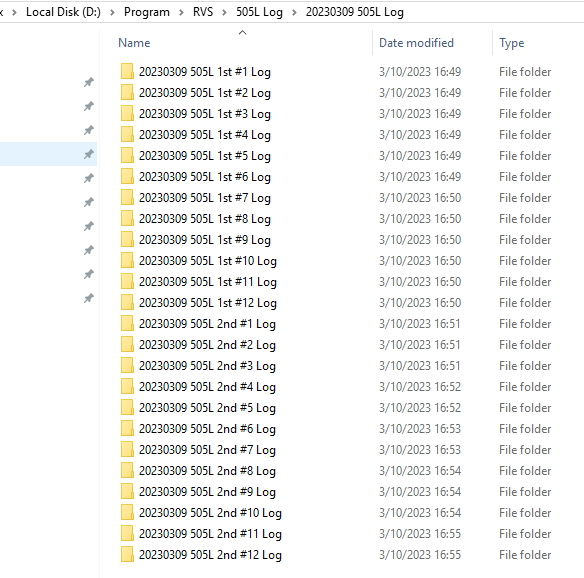 Local Disk (D:) > Program > RVS > 505L Log > 20230309 505L Log
Name Date modified Type
20230309 505L 1st #1 Log 3/10/2023 16:49 File folder
20230309 505L 1st #2 Log 3/10/2023 16:49 File folder
20230309 505L 1st #3 Log 3/10/2023 16:49 File folder
20230309 505L 1st #4 Log 3/10/2023 16:49 File folder
20230309 505L 1st #5 Log 3/10/2023 16:49 File folder
20230309 505L 1st #6 Log 3/10/2023 16:49 File folder
20230309 505L 1st #7 Log 3/10/2023 16:50 File folder
20230309 505L 1st #8 Log 3/10/2023 16:50 File folder
20230309 505L 1st #9 Log 3/10/2023 16:50 File folder
20230309 505L 1st #10 Log 3/10/2023 16:50 File folder
20230309 505L 1st #11 Log 3/10/2023 16:50 File folder
20230309 505L 1st #12 Log 3/10/2023 16:50 File folder
20230309 505L 2nd #1 Log 3/10/2023 16:51 File folder
20230309 505L 2nd #2 Log 3/10/2023 16:51 File folder
20230309 505L 2nd #3 Log 3/10/2023 16:51 File folder
20230309 505L 2nd #4 Log 3/10/2023 16:52 File folder
20230309 505L 2nd #5 Log 3/10/2023 16:52 File folder
20230309 505L 2nd #6 Log 3/10/2023 16:53 File folder
20230309 505L 2nd #7 Log 3/10/2023 16:53 File folder
20230309 505L 2nd #8 Log 3/10/2023 16:54 File folder
20230309 505L 2nd #9 Log 3/10/2023 16:54 File folder
20230309 505L 2nd #10 Log 3/10/2023 16:54 File folder
20230309 505L 2nd #11 Log 3/10/2023 16:55 File folder
20230309 505L 2nd #12 Log 3/10/2023 16:55 File folder